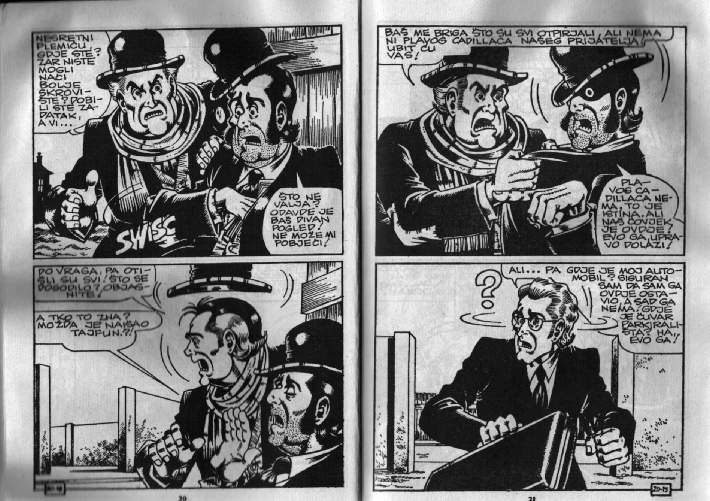 NESRETNI
PLEMIĆU
GDJE STE?
ZAR NISTE
MOGLI
NAĆI
BOLJE
SKROVI-
ŠTE? DOBI-
LI STE ZA-
DATAK,
A VI...
SWISC
ŠTO NE
VALJA?
ODAVDE JE
BAŠ DIVAN
POGLED!
NE MOŽE MI
POBJEĆI!
DO VRAGA, PA OTI-
ŠLI SU SVI! ŠTO SE
DOGODILO? OBJAS-
NITE!
A TKO TO ZNA?
MOŽDA JE NAIŠAO
TAJFUN?!
20
BAŠ ME BRIGA ŠTO SU SVI OTPIRJALI, ALI NEMA
NI PLAVOG CADILLACA NAŠEG PRIJATELJA!
UBIT ĆU
VAS!
PLA-
VOG CA-
DILLACA NE-
MA, TO JE
ISTINA, ALI
NAŠ ČOVJEK
JE OVDJE!
EVO GA UPRA-
VO DOLAZI!
?
ALI... PA GDJE JE MOJ AUTO-
MOBIL? SIGURAN
SAM DA SAM GA
OVDJE OSTA-
VIO, A SAD GA
NEMA! GDJE
JE ČUVAR
PARKIRALI-
ŠTA? HA!
EVO GA!